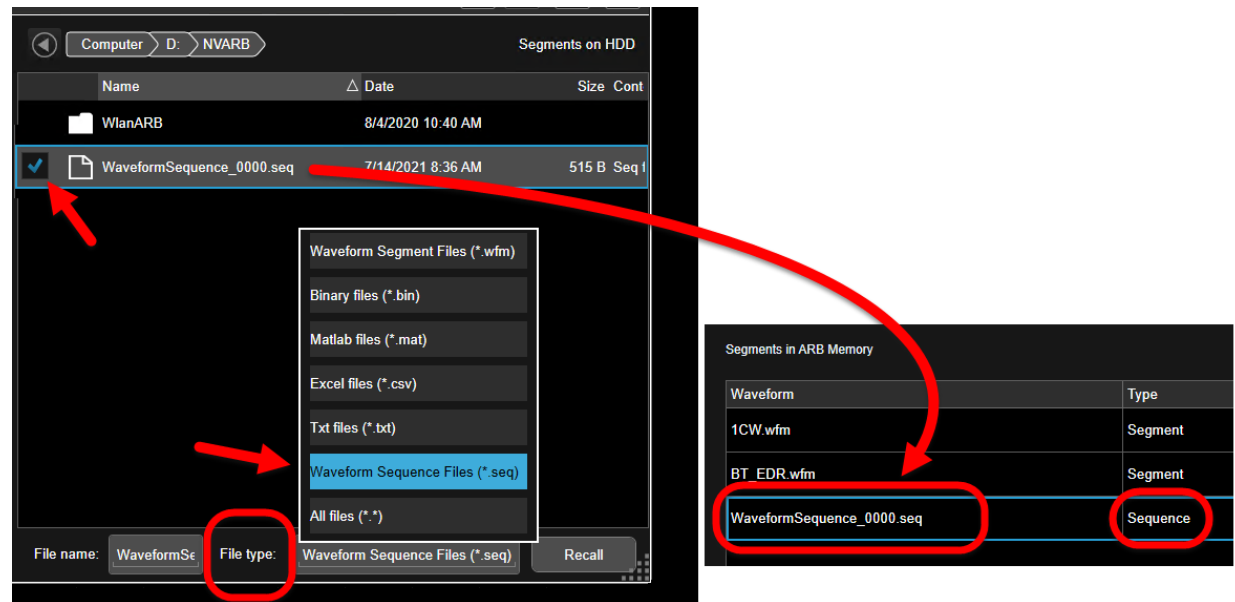 Computer D: NVARB Segments on HDD
Name Date Size Cont
WlanARB 8/4/2020 10:40 AM
WaveformSequence_0000.seq 7/14/2021 8:36 AM 515 B Seq f
Waveform Segment Files (*.wfm)
Binary files (*.bin)
Matlab files (*.mat)
Excel files (*.csv)
Txt files (*.txt)
Waveform Sequence Files (*.seq)
All files (*.*)
File name: WaveformSe File type: Waveform Sequence Files (*.seq) Recall
Segments in ARB Memory
Waveform Type
1CW.wfm Segment
BT_EDR.wfm Segment
WaveformSequence_0000.seq Sequence